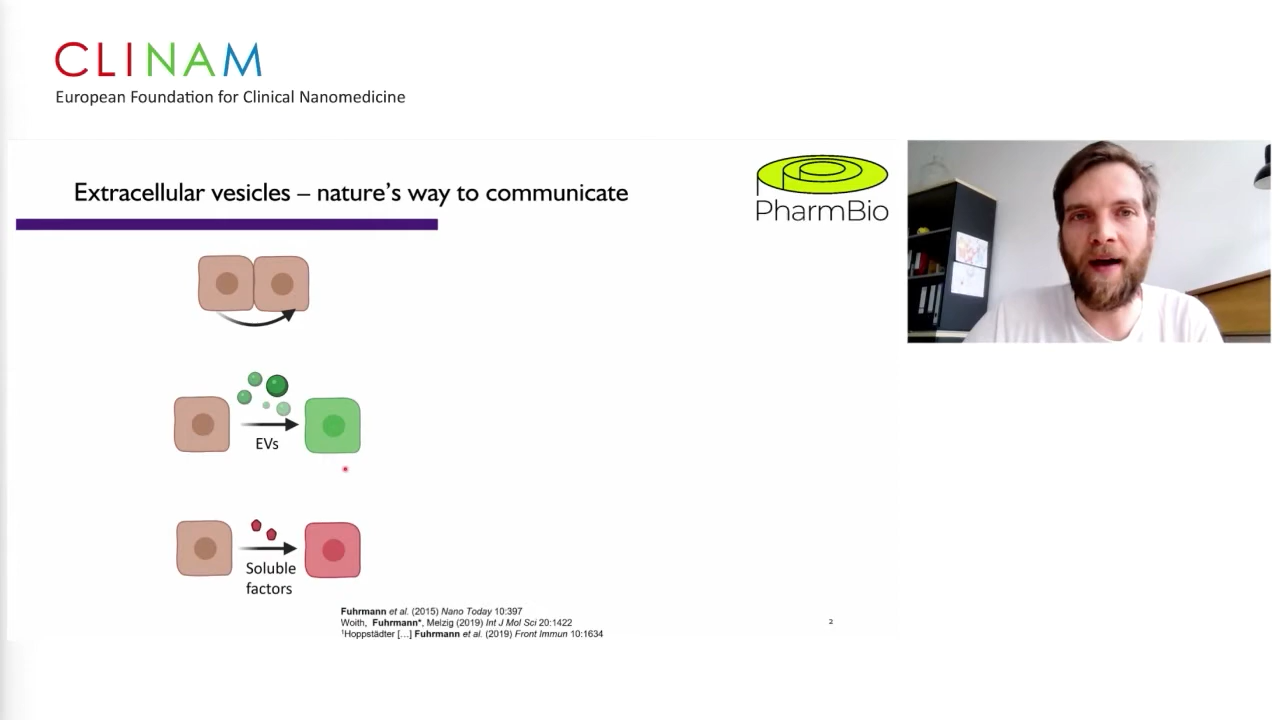 CLINAM
European Foundation for Clinical Nanomedicine
Extracellular vesicles – nature's way to communicate
PharmBio
EVs
Soluble
factors
Fuhrmann et al. (2015) Nano Today 10:397
Woith, Fuhrmann*, Melzig (2019) Int J Mol Sci 20:1422
¹Hoppstädter [...] Fuhrmann et al. (2019) Front Immun 10:1634
2